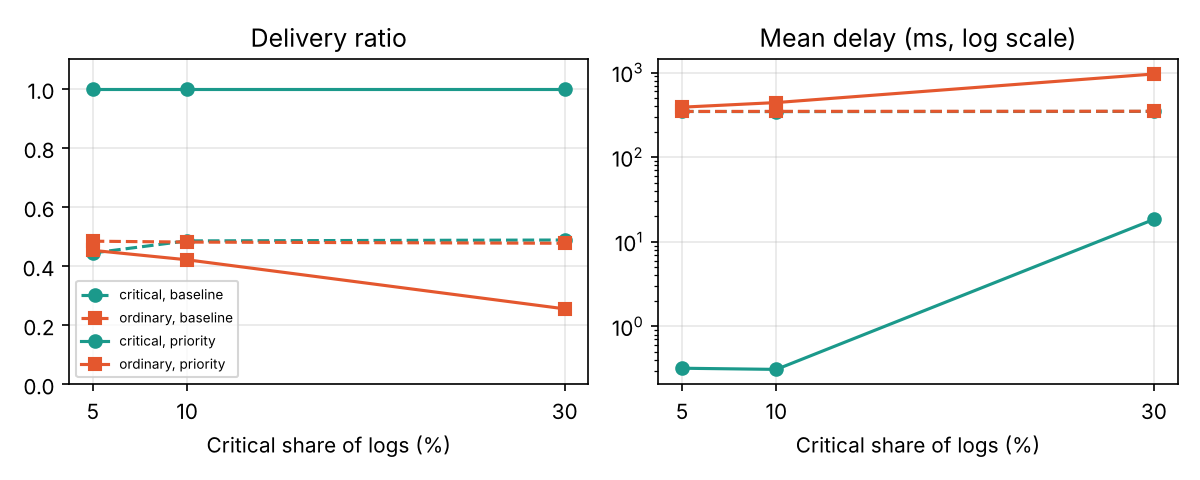 Delivery ratio
1.0
0.8
0.6
0.4
0.2
0.0
critical, baseline
ordinary, baseline
critical, priority
ordinary, priority
5 10 30
Critical share of logs (%)
Mean delay (ms, log scale)
10³
10²
10¹
10⁰
5 10 30
Critical share of logs (%)